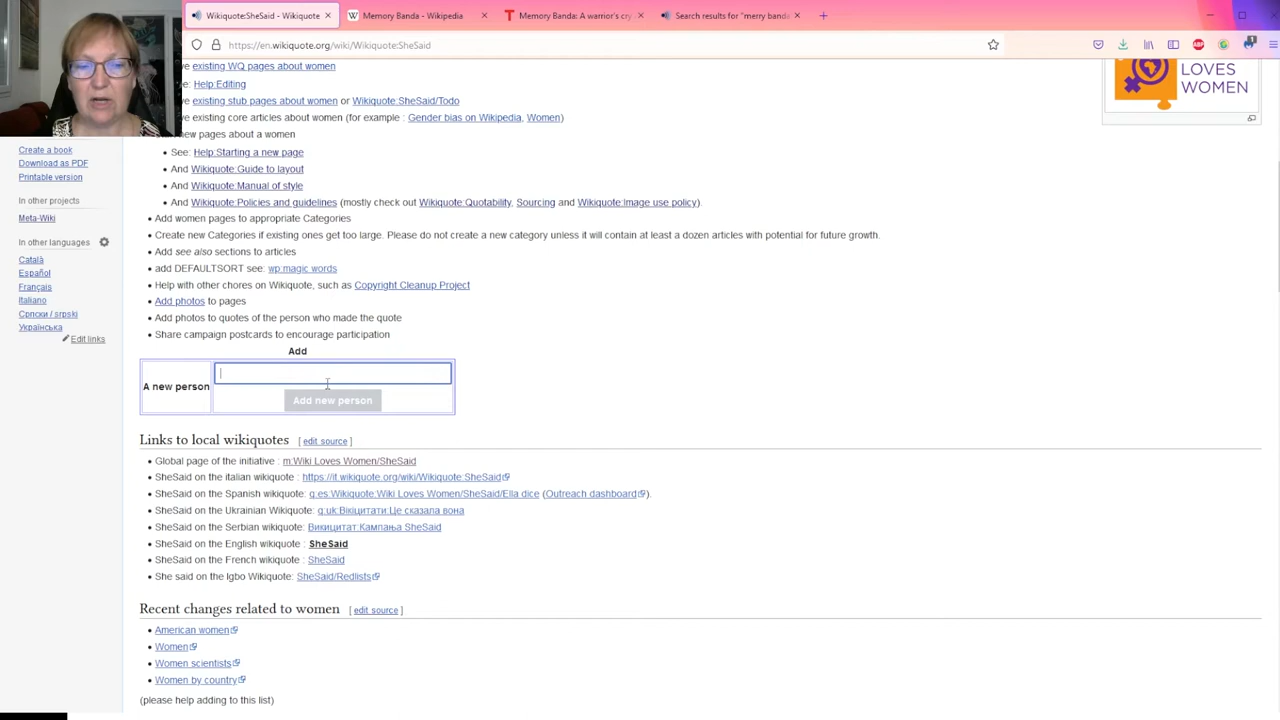 Wikiquote:SheSaid - Wikiquote
Memory Banda - Wikipedia
Memory Banda: A warrior's cry
Search results for "merry banda
https://en.wikiquote.org/wiki/Wikiquote:SheSaid
ABP
1
LOVES
WOMEN
existing WQ pages about women
Help:Editing
existing stub pages about women or Wikiquote:SheSaid/Todo
existing core articles about women (for example : Gender bias on Wikipedia, Women)
new pages about a women
See: Help:Starting a new page
And Wikiquote:Guide to layout
And Wikiquote:Manual of style
And Wikiquote:Policies and guidelines (mostly check out Wikiquote:Quotability, Sourcing and Wikiquote:Image use policy).
Add women pages to appropriate Categories
Create new Categories if existing ones get too large. Please do not create a new category unless it will contain at least a dozen articles with potential for future growth.
Add see also sections to articles
add DEFAULTSORT see: wp:magic words
Help with other chores on Wikiquote, such as Copyright Cleanup Project
Add photos to pages
Add photos to quotes of the person who made the quote
Share campaign postcards to encourage participation
Create a book
Download as PDF
Printable version
In other projects
Meta-Wiki
In other languages
Català
Español
Français
Italiano
Српски / srpski
Українська
Edit links
Add
A new person
Add new person
Links to local wikiquotes [ edit source ]
Global page of the initiative : m:Wiki Loves Women/SheSaid
SheSaid on the italian wikiquote : https://it.wikiquote.org/wiki/Wikiquote:SheSaid
SheSaid on the Spanish wikiquote: q:es:Wikiquote:Wiki Loves Women/SheSaid/Ella dice (Outreach dashboard).
SheSaid on the Ukrainian Wikiquote: q:uk:Вікіцитати:Це сказала вона
SheSaid on the Serbian wikiquote: Викицитат:Кампања SheSaid
SheSaid on the English wikiquote : SheSaid
SheSaid on the French wikiquote : SheSaid
She said on the Igbo Wikiquote: SheSaid/Redlists
Recent changes related to women [ edit source ]
American women
Women
Women scientists
Women by country
(please help adding to this list)